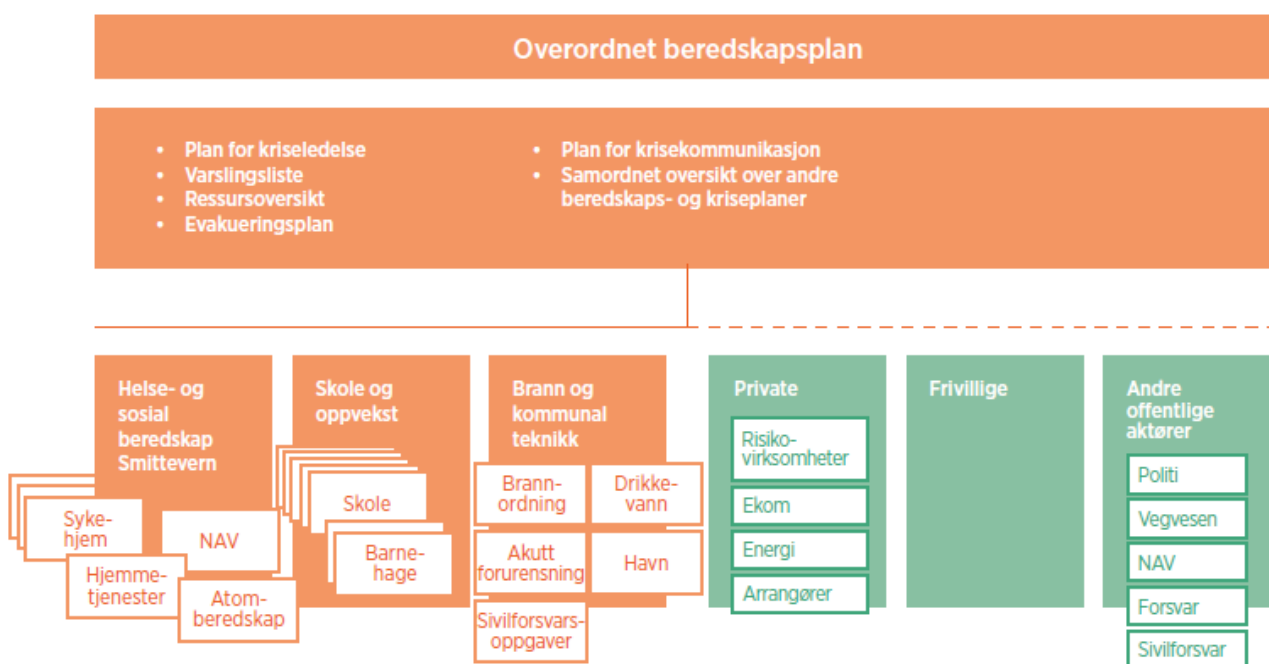 Overordnet beredskapsplan
• Plan for kriseledelse
• Varslingsliste
• Ressursoversikt
• Evakueringsplan
• Plan for krisekommunikasjon
• Samordnet oversikt over andre
beredskaps- og kriseplaner
Helse- og
sosial
beredskap
Smittevern
Syke-
hjem
NAV
Hjemme-
tjenester
Atom-
beredskap
Skole og
oppvekst
Skole
Barne-
hage
Brann og
kommunal
teknikk
Brann-
ordning
Drikke-
vann
Akutt
forurensning
Havn
Sivilforsvars-
oppgaver
Private
Risiko-
virksomheter
Ekom
Energi
Arrangører
Frivillige
Andre
offentlige
aktører
Politi
Vegvesen
NAV
Forsvar
Sivilforsvar